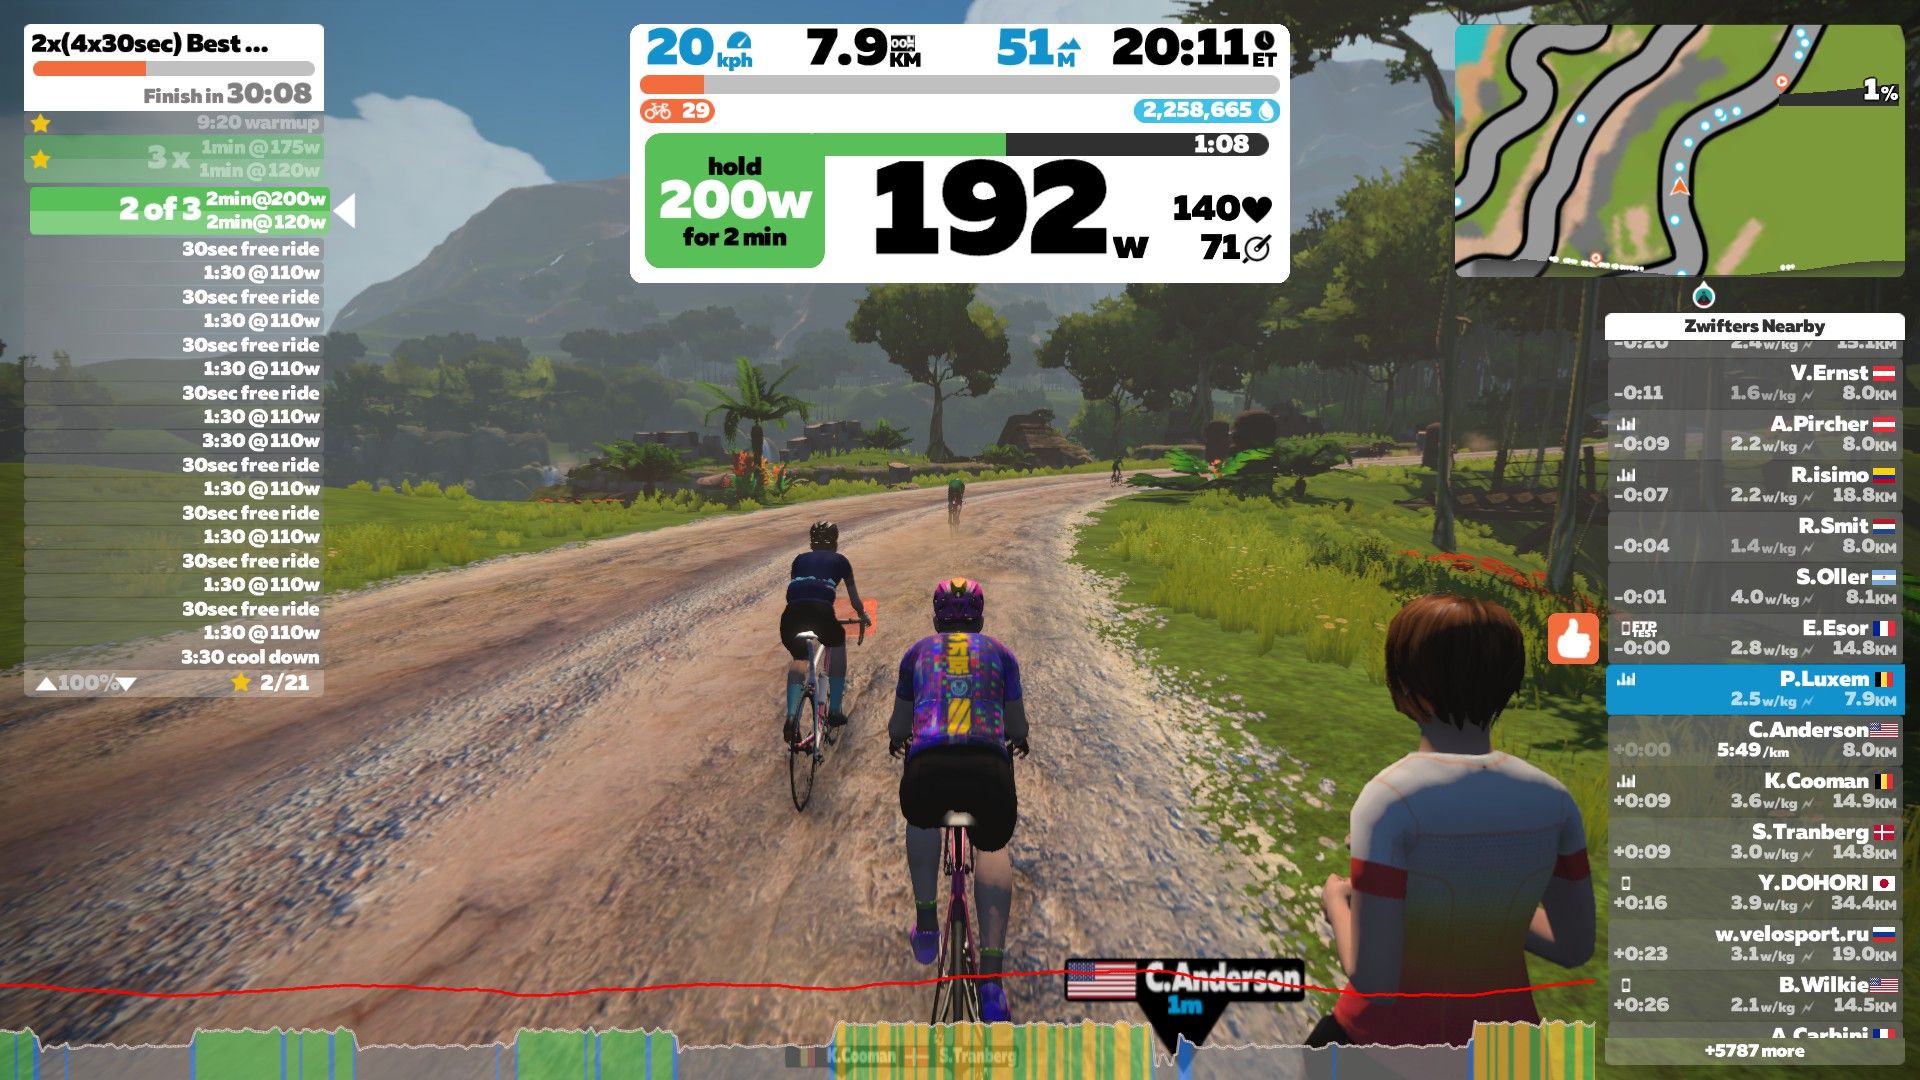 2x(4x30sec) Best ...
Finish in 30:08
9:20 warmup
3 x 1min @ 175w
1min @ 120w
2 of 3 2min@200w
2min@120w
30sec free ride
1:30 @ 110w
30sec free ride
1:30 @ 110w
30sec free ride
1:30 @ 110w
30sec free ride
1:30 @ 110w
3:30 @ 110w
30sec free ride
1:30 @ 110w
30sec free ride
1:30 @ 110w
30sec free ride
1:30 @ 110w
30sec free ride
1:30 @ 110w
3:30 cool down
100% 2/21
20 kph 7.9 KM 51 M 20:11 ET
29 2,258,665
1:08
hold
200w
for 2 min
192 w
140
71
1%
Zwifters Nearby
-0:20 2.4w/kg 15.1KM
V.Ernst
-0:11 1.6w/kg 8.0KM
A.Pircher
-0:09 2.2w/kg 8.0KM
R.isimo
-0:07 2.2w/kg 18.8KM
R.Smit
-0:04 1.4w/kg 8.0KM
S.Oller
-0:01 4.0w/kg 8.1KM
FTP TEST E.Esor
-0:00 2.8w/kg 14.8KM
P.Luxem
2.5w/kg 7.9KM
C.Anderson
+0:00 5:49/km 8.0KM
K.Cooman
+0:09 3.6w/kg 14.9KM
S.Tranberg
+0:09 3.0w/kg 14.8KM
Y.DOHORI
+0:16 3.9w/kg 34.4KM
w.velosport.ru
+0:23 3.1w/kg 19.0KM
B.Wilkie
+0:26 2.1w/kg 14.5KM
A.Carbini
+5787 more
C.Anderson
1m
K.Cooman S.Tranberg